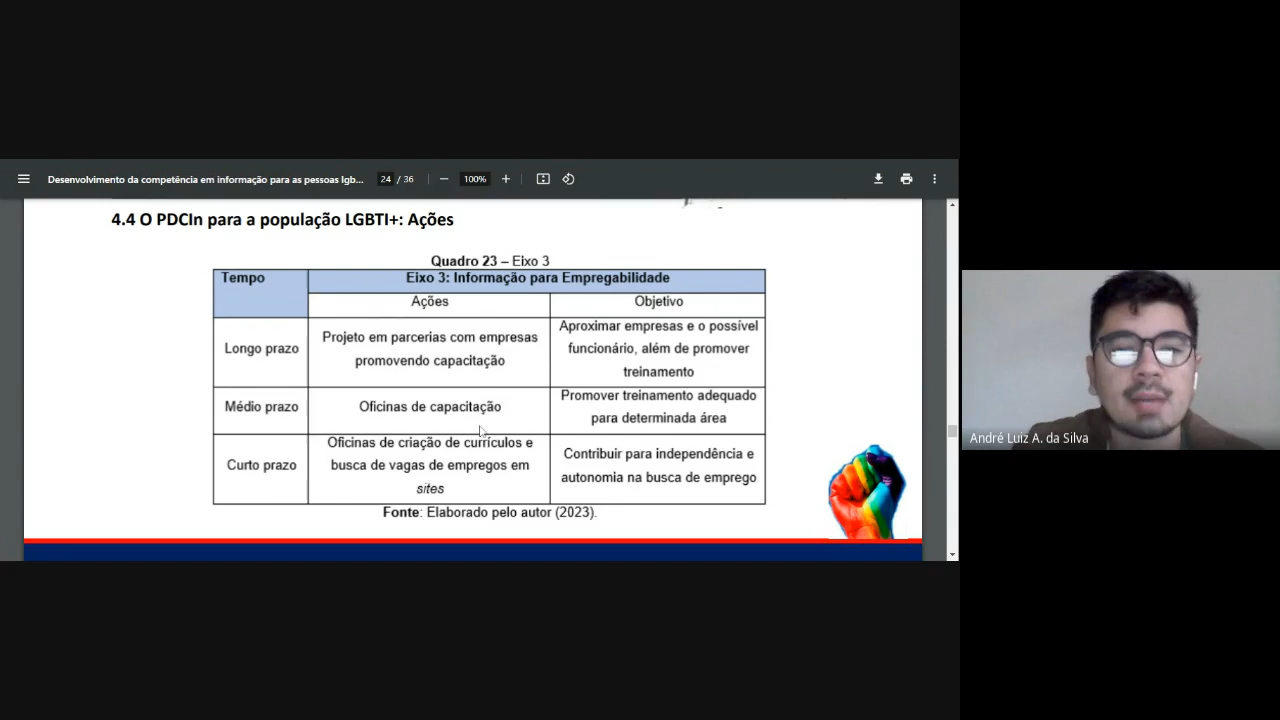 Desenvolvimento da competência em informação para as pessoas lgb...
24 / 36
100%
4.4 O PDCIn para a população LGBTI+: Ações
Quadro 23 – Eixo 3
Tempo
Eixo 3: Informação para Empregabilidade
Ações
Objetivo
Longo prazo
Projeto em parcerias com empresas
promovendo capacitação
Aproximar empresas e o possível
funcionário, além de promover
treinamento
Médio prazo
Oficinas de capacitação
Promover treinamento adequado
para determinada área
Curto prazo
Oficinas de criação de currículos e
busca de vagas de empregos em
sites
Contribuir para independência e
autonomia na busca de emprego
Fonte: Elaborado pelo autor (2023).
André Luiz A. da Silva